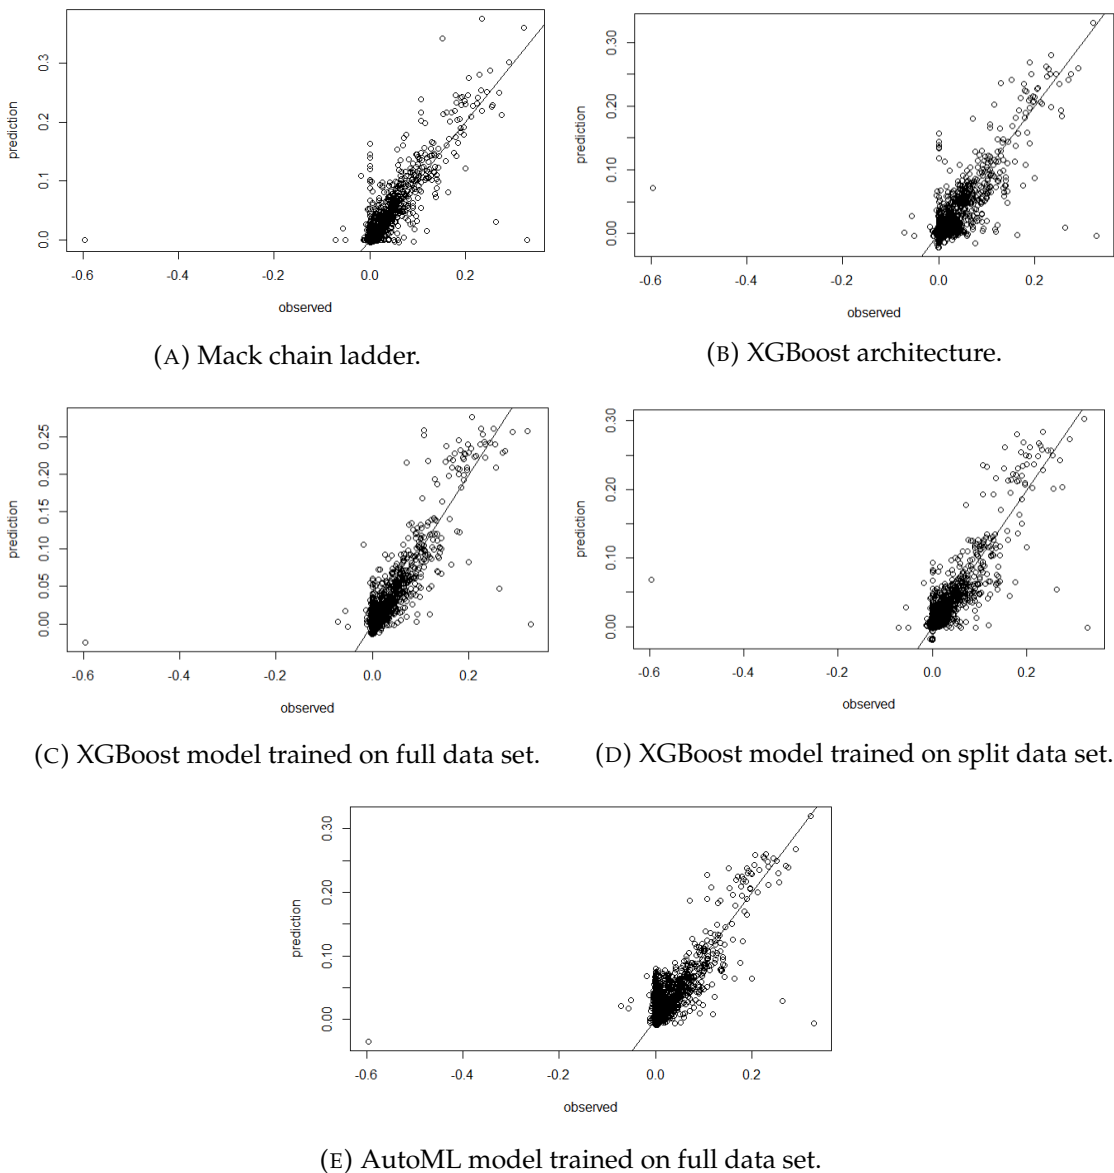 0.3
0.2
0.1
0.0
prediction
-0.6 -0.4 -0.2 0.0 0.2
observed
(A) Mack chain ladder.
0.30
0.20
0.10
0.00
prediction
-0.6 -0.4 -0.2 0.0 0.2
observed
(B) XGBoost architecture.
0.25
0.20
0.15
0.10
0.05
0.00
prediction
-0.6 -0.4 -0.2 0.0 0.2
observed
(C) XGBoost model trained on full data set.
0.30
0.20
0.10
0.00
prediction
-0.6 -0.4 -0.2 0.0 0.2
observed
(D) XGBoost model trained on split data set.
0.30
0.20
0.10
0.00
prediction
-0.6 -0.4 -0.2 0.0 0.2
observed
(E) AutoML model trained on full data set.